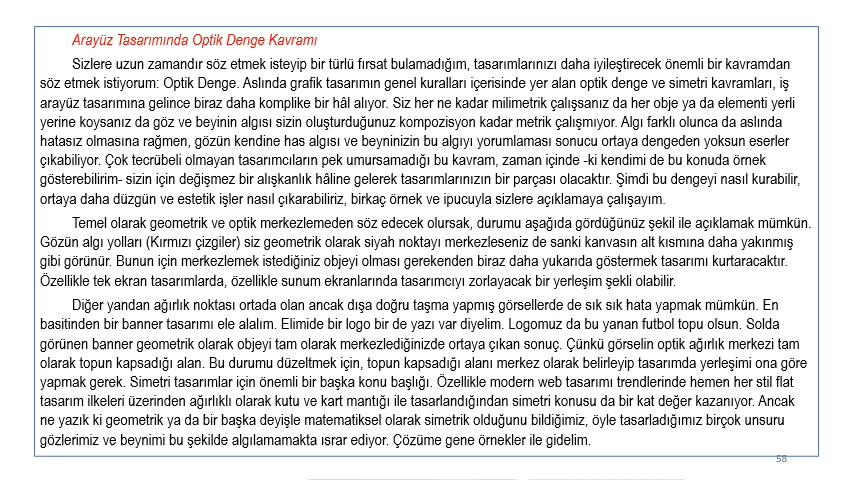 Arayüz Tasarımında Optik Denge Kavramı
Sizlere uzun zamandır söz etmek isteyip bir türlü fırsat bulamadığım, tasarımlarınızı daha iyileştirecek önemli bir kavramdan
söz etmek istiyorum: Optik Denge. Aslında grafik tasarımın genel kuralları içerisinde yer alan optik denge ve simetri kavramları, iş
arayüz tasarımına gelince biraz daha komplike bir hâl alıyor. Siz her ne kadar milimetrik çalışsanız da her obje ya da elementi yerli
yerine koysanız da göz ve beyinin algısı sizin oluşturduğunuz kompozisyon kadar metrik çalışmıyor. Algı farklı olunca da aslında
hatasız olmasına rağmen, gözün kendine has algısı ve beyninizin bu algıyı yorumlaması sonucu ortaya dengeden yoksun eserler
çıkabiliyor. Çok tecrübeli olmayan tasarımcıların pek umursamadığı bu kavram, zaman içinde -ki kendimi de bu konuda örnek
gösterebilirim- sizin için değişmez bir alışkanlık hâline gelerek tasarımlarınızın bir parçası olacaktır. Şimdi bu dengeyi nasıl kurabilir,
ortaya daha düzgün ve estetik işler nasıl çıkarabiliriz, birkaç örnek ve ipucuyla sizlere açıklamaya çalışayım.
Temel olarak geometrik ve optik merkezlemeden söz edecek olursak, durumu aşağıda gördüğünüz şekil ile açıklamak mümkün.
Gözün algı yolları (Kırmızı çizgiler) siz geometrik olarak siyah noktayı merkezleseniz de sanki kanvasın alt kısmına daha yakınmış
gibi görünür. Bunun için merkezlemek istediğiniz objeyi olması gerekenden biraz daha yukarıda göstermek tasarımı kurtaracaktır.
Özellikle tek ekran tasarımlarda, özellikle sunum ekranlarında tasarımcıyı zorlayacak bir yerleşim şekli olabilir.
Diğer yandan ağırlık noktası ortada olan ancak dışa doğru taşma yapmış görsellerde de sık sık hata yapmak mümkün. En
basitinden bir banner tasarımı ele alalım. Elimide bir logo bir de yazı var diyelim. Logomuz da bu yanan futbol topu olsun. Solda
görünen banner geometrik olarak objeyi tam olarak merkezlediğinizde ortaya çıkan sonuç. Çünkü görselin optik ağırlık merkezi tam
olarak topun kapsadığı alan. Bu durumu düzeltmek için, topun kapsadığı alanı merkez olarak belirleyip tasarımda yerleşimi ona göre
yapmak gerek. Simetri tasarımlar için önemli bir başka konu başlığı. Özellikle modern web tasarımı trendlerinde hemen her stil flat
tasarım ilkeleri üzerinden ağırlıklı olarak kutu ve kart mantığı ile tasarlandığından simetri konusu da bir kat değer kazanıyor. Ancak
ne yazık ki geometrik ya da bir başka deyişle matematiksel olarak simetrik olduğunu bildiğimiz, öyle tasarladığımız birçok unsuru
gözlerimiz ve beynimi bu şekilde algılamamakta ısrar ediyor. Çözüme gene örnekler ile gidelim.
58